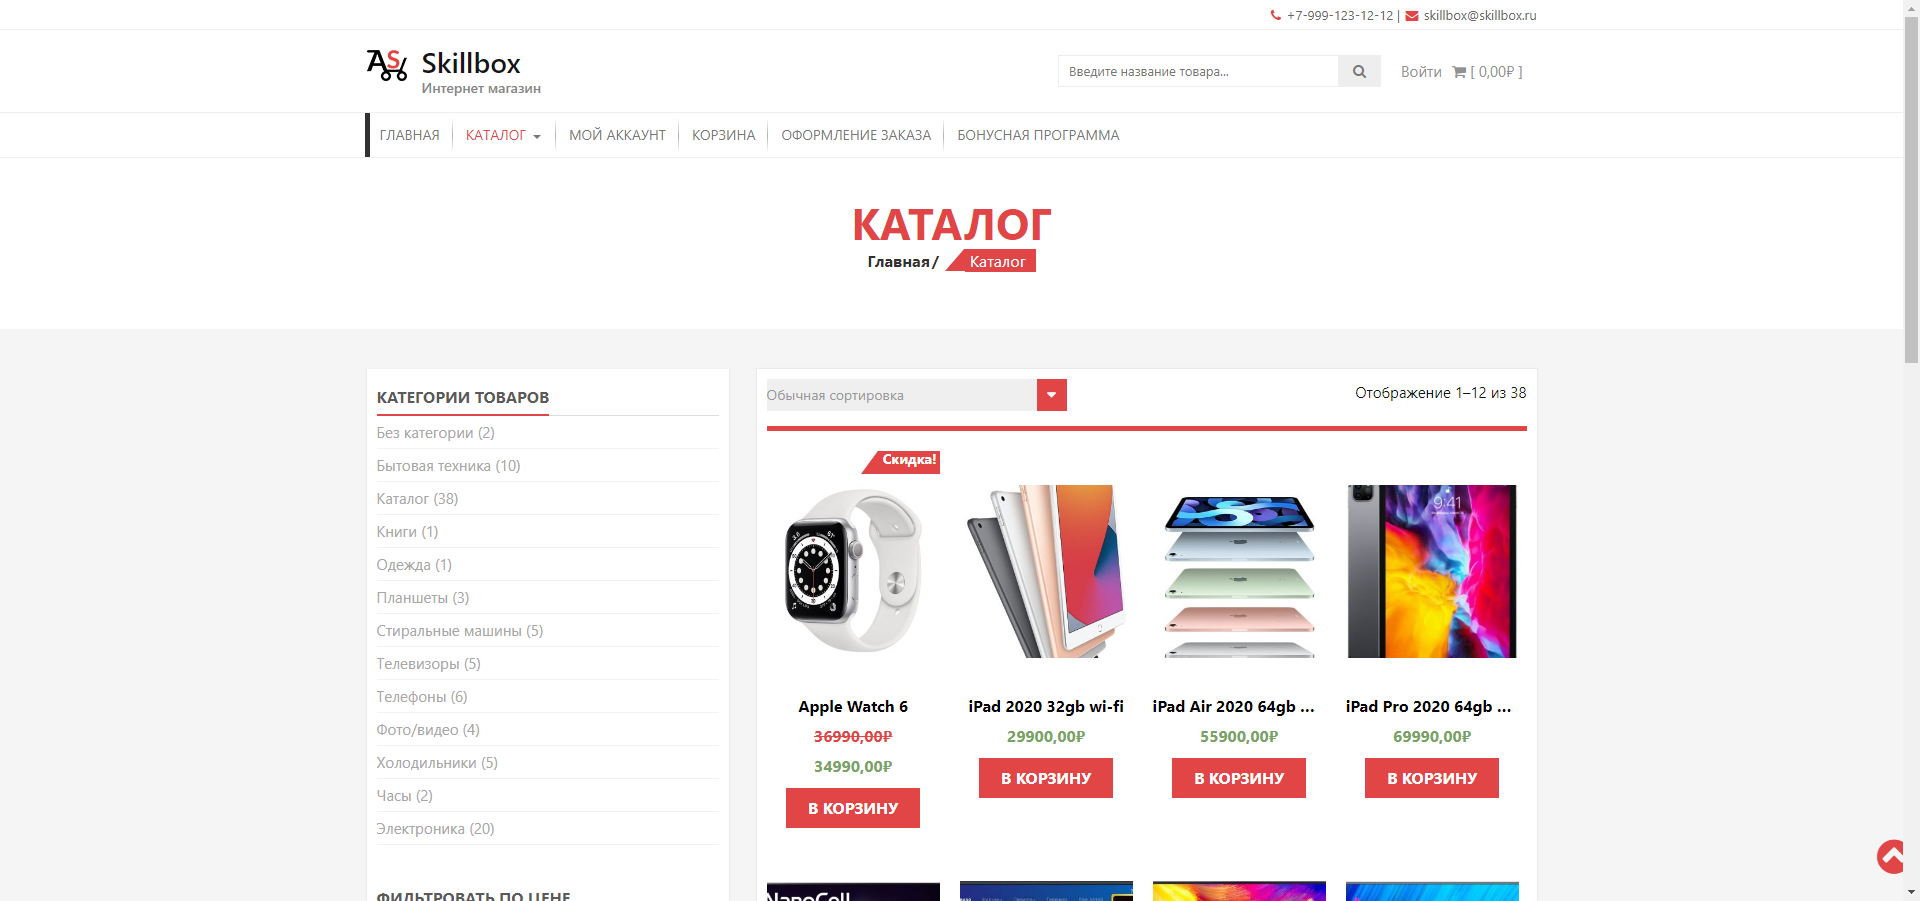 +7-999-123-12-12 | skillbox@skillbox.ru
AS
Skillbox
Интернет магазин
Введите название товара...
Войти [ 0,00₽ ]
ГЛАВНАЯ КАТАЛОГ МОЙ АККАУНТ КОРЗИНА ОФОРМЛЕНИЕ ЗАКАЗА БОНУСНАЯ ПРОГРАММА
КАТАЛОГ
Главная / Каталог
КАТЕГОРИИ ТОВАРОВ
Без категории (2)
Бытовая техника (10)
Каталог (38)
Книги (1)
Одежда (1)
Планшеты (3)
Стиральные машины (5)
Телевизоры (5)
Телефоны (6)
Фото/видео (4)
Холодильники (5)
Часы (2)
Электроника (20)
ФИЛЬТРОВАТЬ ПО ЦЕНЕ
Обычная сортировка
Отображение 1–12 из 38
Скидка!
9:41
Apple Watch 6
36990,00₽
34990,00₽
В КОРЗИНУ
iPad 2020 32gb wi-fi
29900,00₽
В КОРЗИНУ
iPad Air 2020 64gb ...
55900,00₽
В КОРЗИНУ
iPad Pro 2020 64gb ...
69990,00₽
В КОРЗИНУ
NanoCell